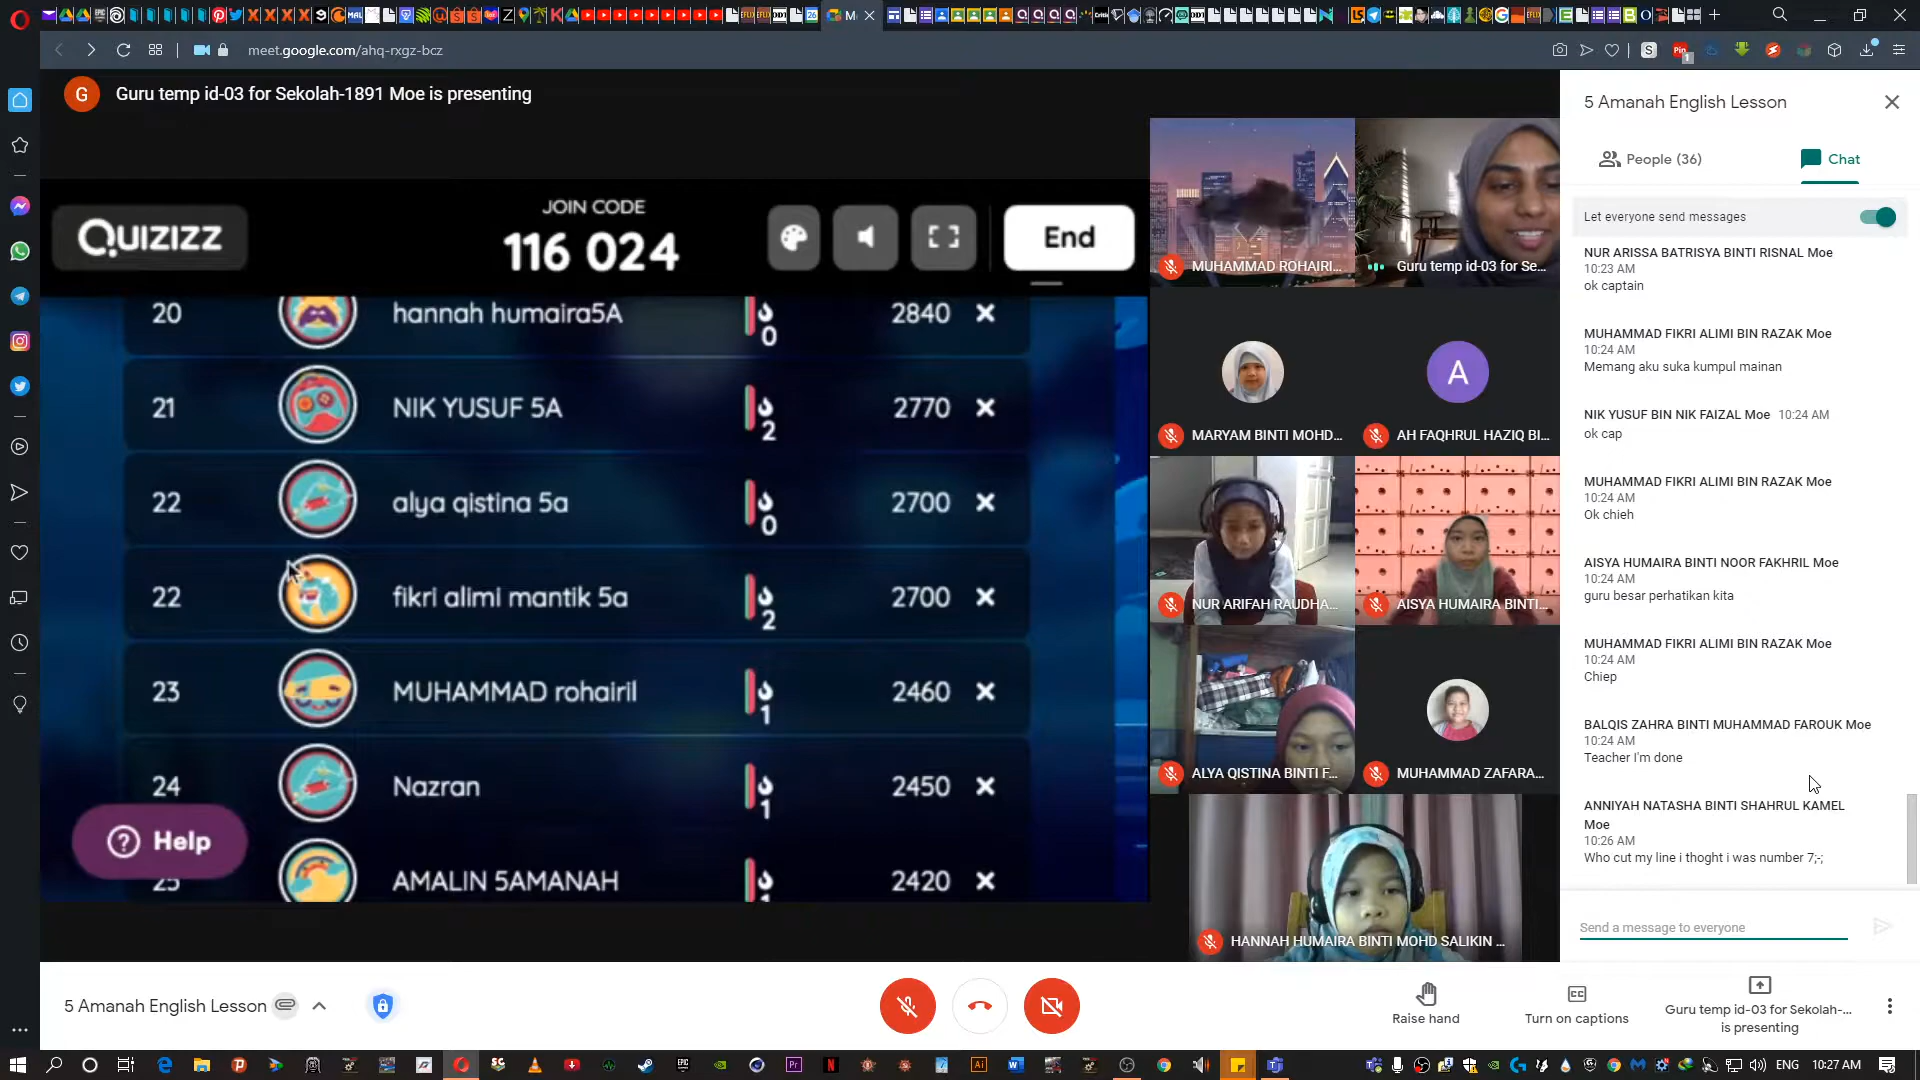 meet.google.com/ahq-rxgz-bcz
G
Guru temp id-03 for Sekolah-1891 Moe is presenting
QUIZIZZ
JOIN CODE
116 024
End
20 hannah humaira5A 0 2840
21 NIK YUSUF 5A 2 2770
22 alya qistina 5a 0 2700
22 fikri alimi mantik 5a 2 2700
23 MUHAMMAD rohairil 1 2460
24 Nazran 1 2450
25 AMALIN 5AMANAH 2420
Help
MUHAMMAD ROHAIRI...
Guru temp id-03 for Se...
MARYAM BINTI MOHD...
A
AH FAQHRUL HAZIQ BI...
NUR ARIFAH RAUDHA...
AISYA HUMAIRA BINTI...
ALYA QISTINA BINTI F...
MUHAMMAD ZAFARA...
HANNAH HUMAIRA BINTI MOHD SALIKIN ...
5 Amanah English Lesson
People (36)
Chat
Let everyone send messages
NUR ARISSA BATRISYA BINTI RISNAL Moe
10:23 AM
ok captain
MUHAMMAD FIKRI ALIMI BIN RAZAK Moe
10:24 AM
Memang aku suka kumpul mainan
NIK YUSUF BIN NIK FAIZAL Moe 10:24 AM
ok cap
MUHAMMAD FIKRI ALIMI BIN RAZAK Moe
10:24 AM
Ok chieh
AISYA HUMAIRA BINTI NOOR FAKHRIL Moe
10:24 AM
guru besar perhatikan kita
MUHAMMAD FIKRI ALIMI BIN RAZAK Moe
10:24 AM
Chiep
BALQIS ZAHRA BINTI MUHAMMAD FAROUK Moe
10:24 AM
Teacher I'm done
ANNIYAH NATASHA BINTI SHAHRUL KAMEL
Moe
10:26 AM
Who cut my line i thoght i was number 7;-;
Send a message to everyone
5 Amanah English Lesson
Raise hand
Turn on captions
Guru temp id-03 for Sekolah-...
is presenting
ENG 10:27 AM